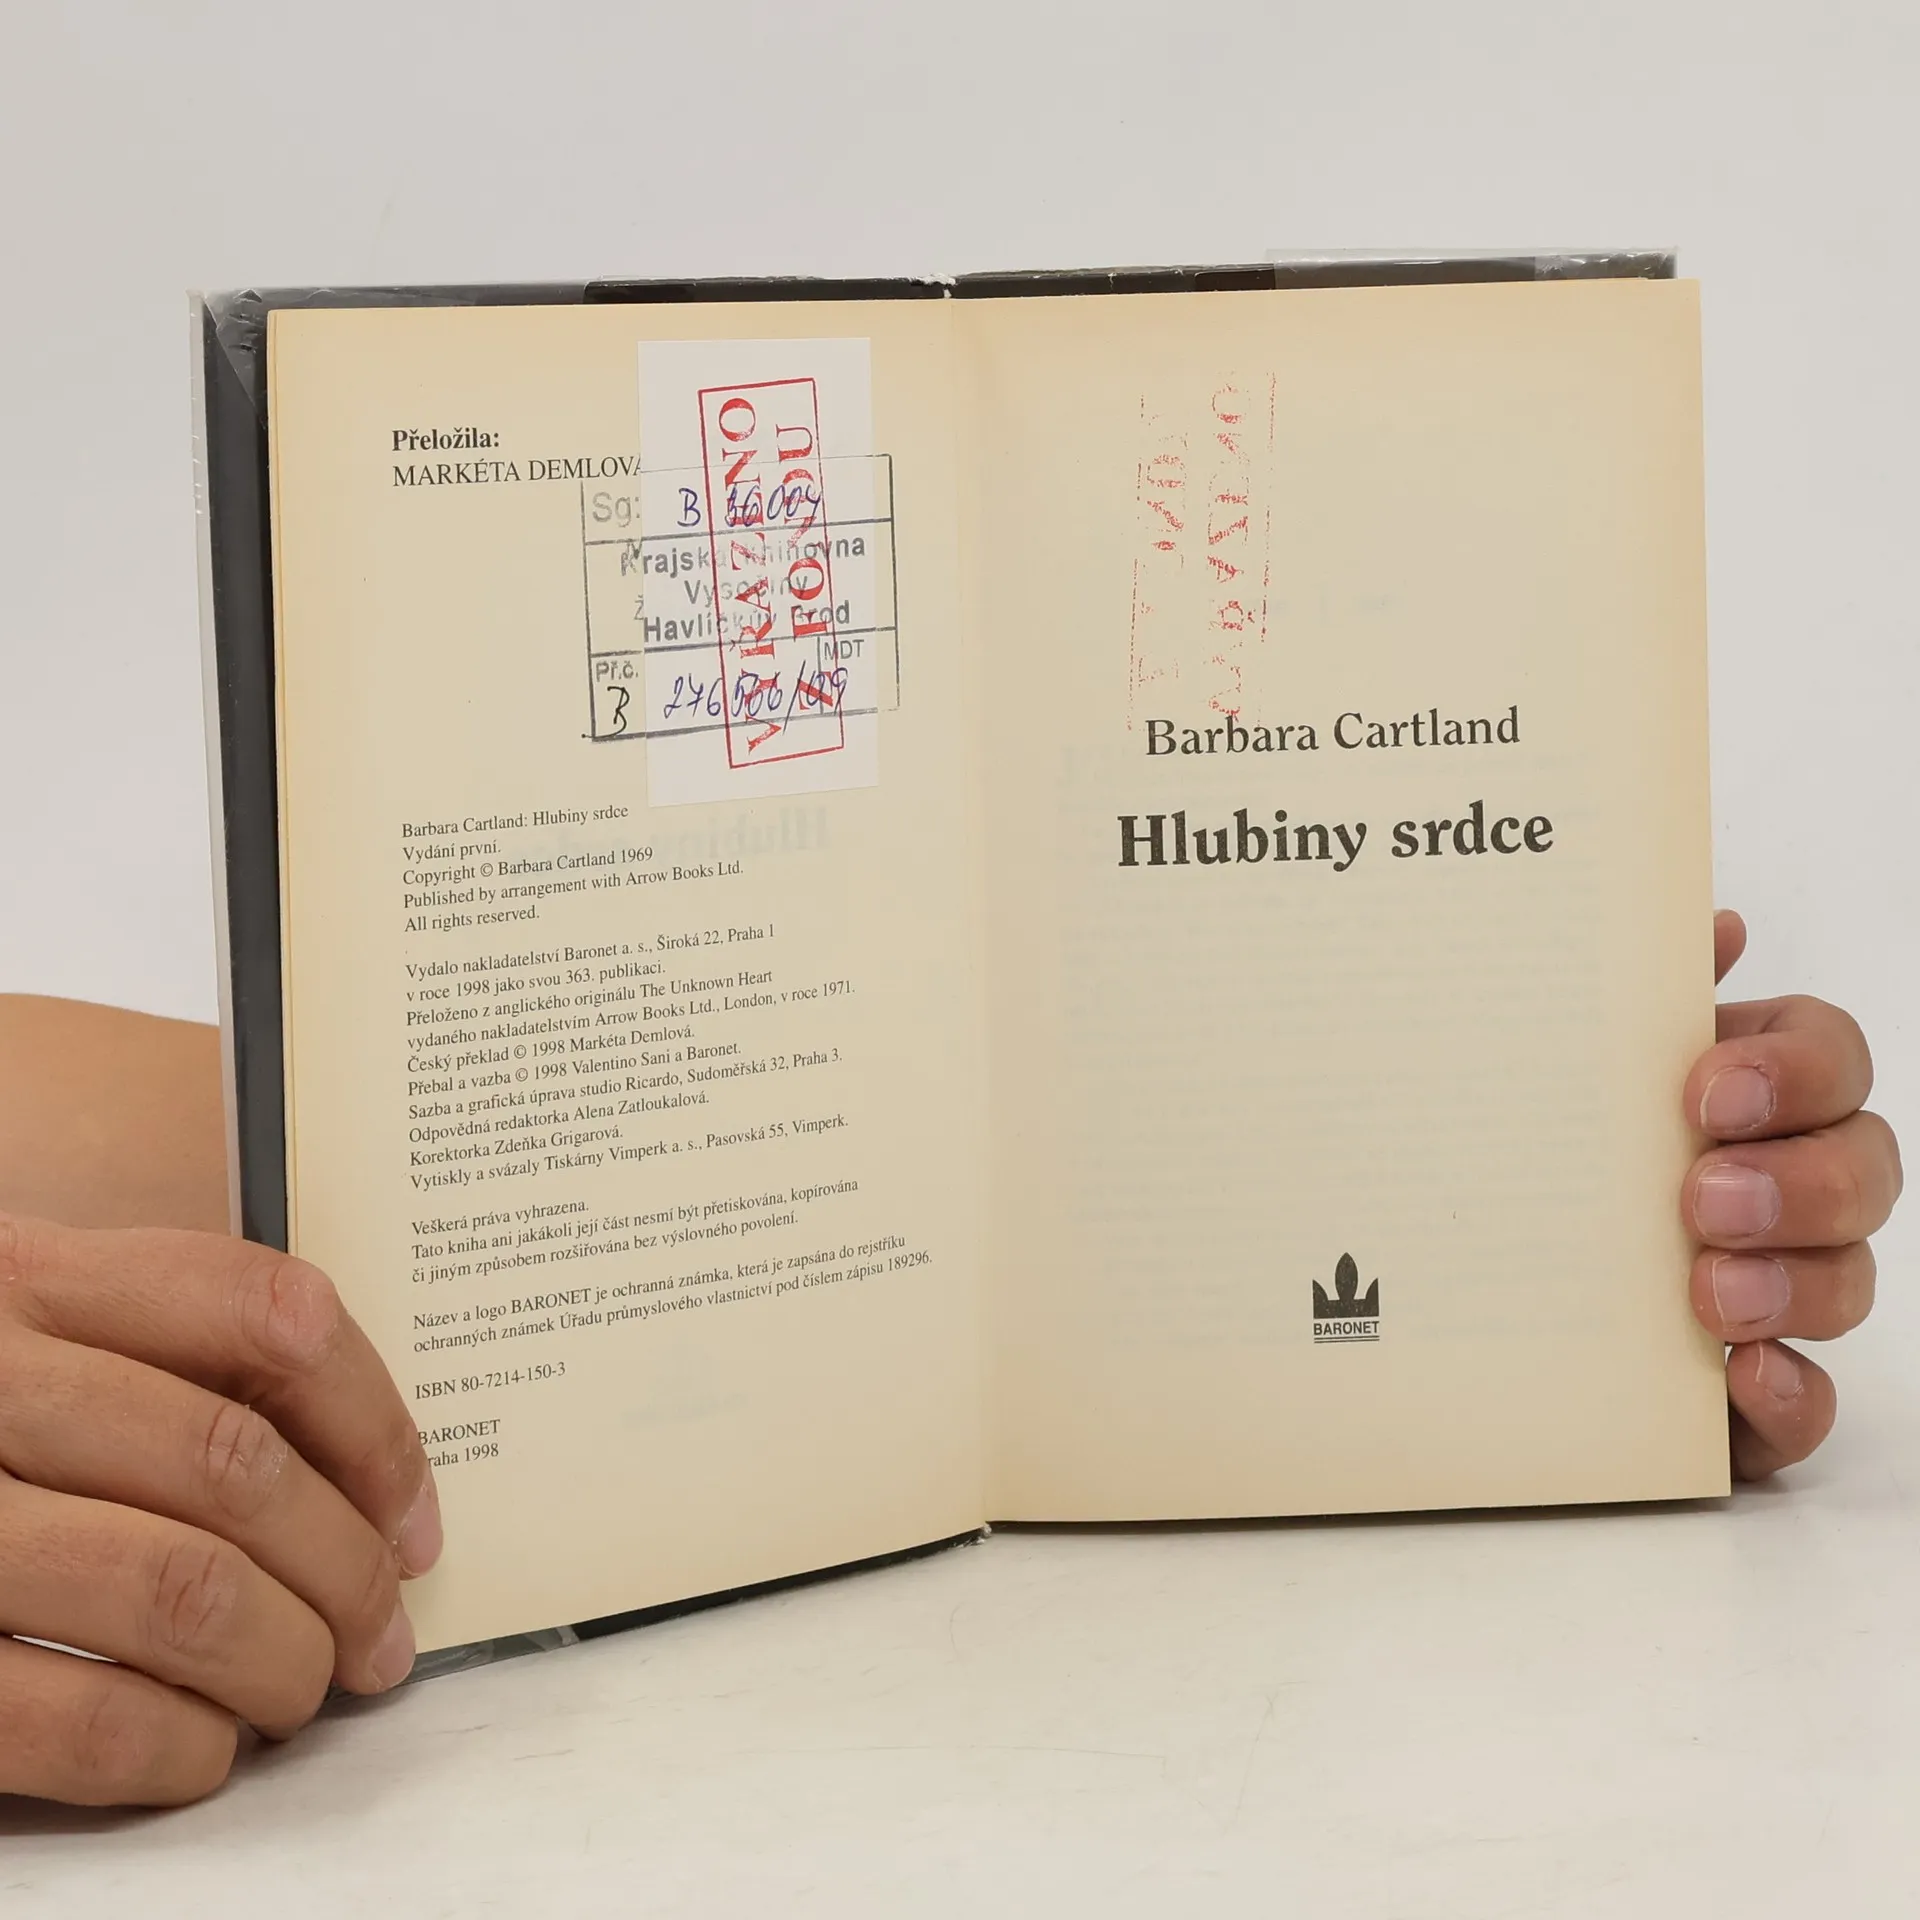 Přeložila:
MARKÉTA DEMLOVÁ
VYŘAZENO
Z FONDU
Sg: B 36004
Krajská knihovna
Vysočiny
Havlíčkův Brod
Př.č. MDT
B 276506/09
Barbara Cartland: Hlubiny srdce
Vydání první.
Copyright © Barbara Cartland 1969
Published by arrangement with Arrow Books Ltd.
All rights reserved.
Vydalo nakladatelství Baronet a. s., Široká 22, Praha 1
v roce 1998 jako svou 363. publikaci.
Přeloženo z anglického originálu The Unknown Heart
vydaného nakladatelstvím Arrow Books Ltd., London, v roce 1971.
Český překlad © 1998 Markéta Demlová.
Přebal a vazba © 1998 Valentino Sani a Baronet.
Sazba a grafická úprava studio Ricardo, Sudoměřská 32, Praha 3.
Odpovědná redaktorka Alena Zatloukalová.
Korektorka Zdeňka Grigarová.
Vytiskly a svázaly Tiskárny Vimperk a. s., Pasovská 55, Vimperk.
Veškerá práva vyhrazena.
Tato kniha ani jakákoli její část nesmí být přetiskována, kopírována
či jiným způsobem rozšiřována bez výslovného povolení.
Název a logo BARONET je ochranná známka, která je zapsána do rejstříku
ochranných známek Úřadu průmyslového vlastnictví pod číslem zápisu 189296.
ISBN 80-7214-150-3
BARONET
raha 1998
Barbara Cartland
Hlubiny srdce
BARONET